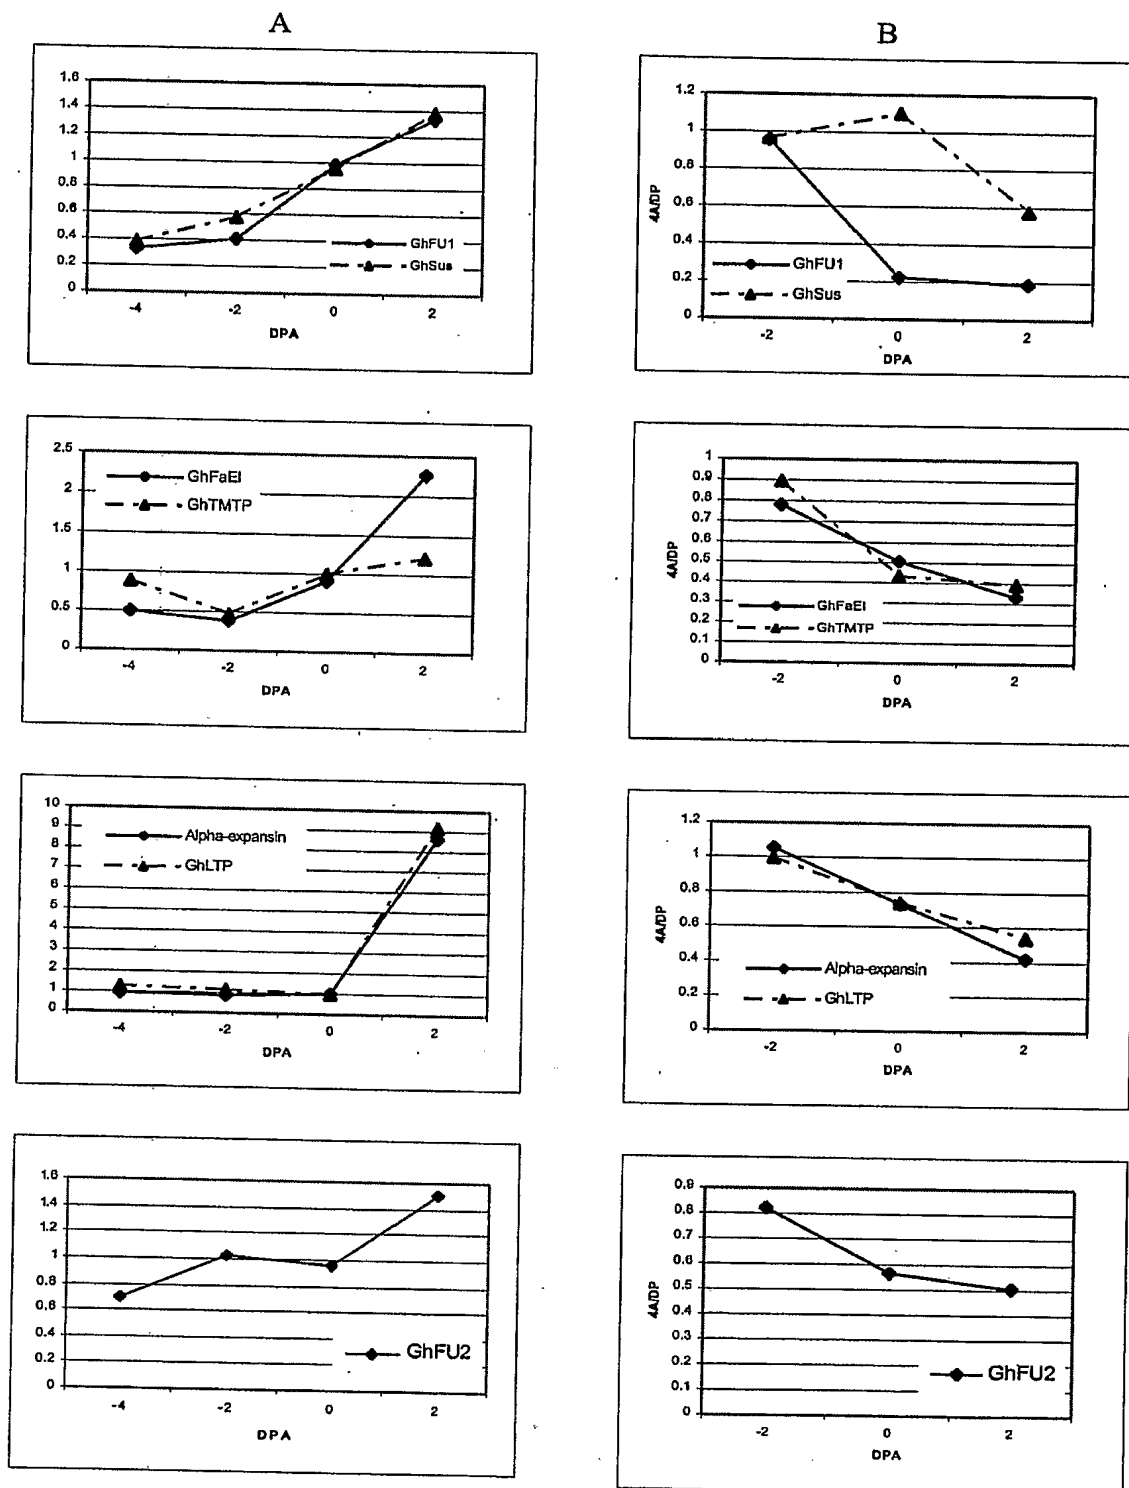 A
1.6
1.4
1.2
1
0.8
0.6
0.4
0.2
0
GhFU1
GhSus
-4 -2 0 2
DPA
B
1.2
1
0.8
0.6
0.4
0.2
0
4A/DP
GhFU1
GhSus
-2 0 2
DPA
2.5
2
1.5
1
0.5
0
GhFaEl
GhTMTP
-4 -2 0 2
DPA
1
0.9
0.8
0.7
0.6
0.5
0.4
0.3
0.2
0.1
0
4A/DP
GhFaEl
GhTMTP
-2 0 2
DPA
10
9
8
7
6
5
4
3
2
1
0
Alpha-expansin
GhLTP
-4 -2 0 2
DPA
1.2
1
0.8
0.6
0.4
0.2
0
4A/DP
Alpha-expansin
GhLTP
-2 0 2
DPA
1.6
1.4
1.2
1
0.8
0.6
0.4
0.2
0
GhFU2
-4 -2 0 2
DPA
0.9
0.8
0.7
0.6
0.5
0.4
0.3
0.2
0.1
0
4A/DP
GhFU2
-2 0 2
DPA